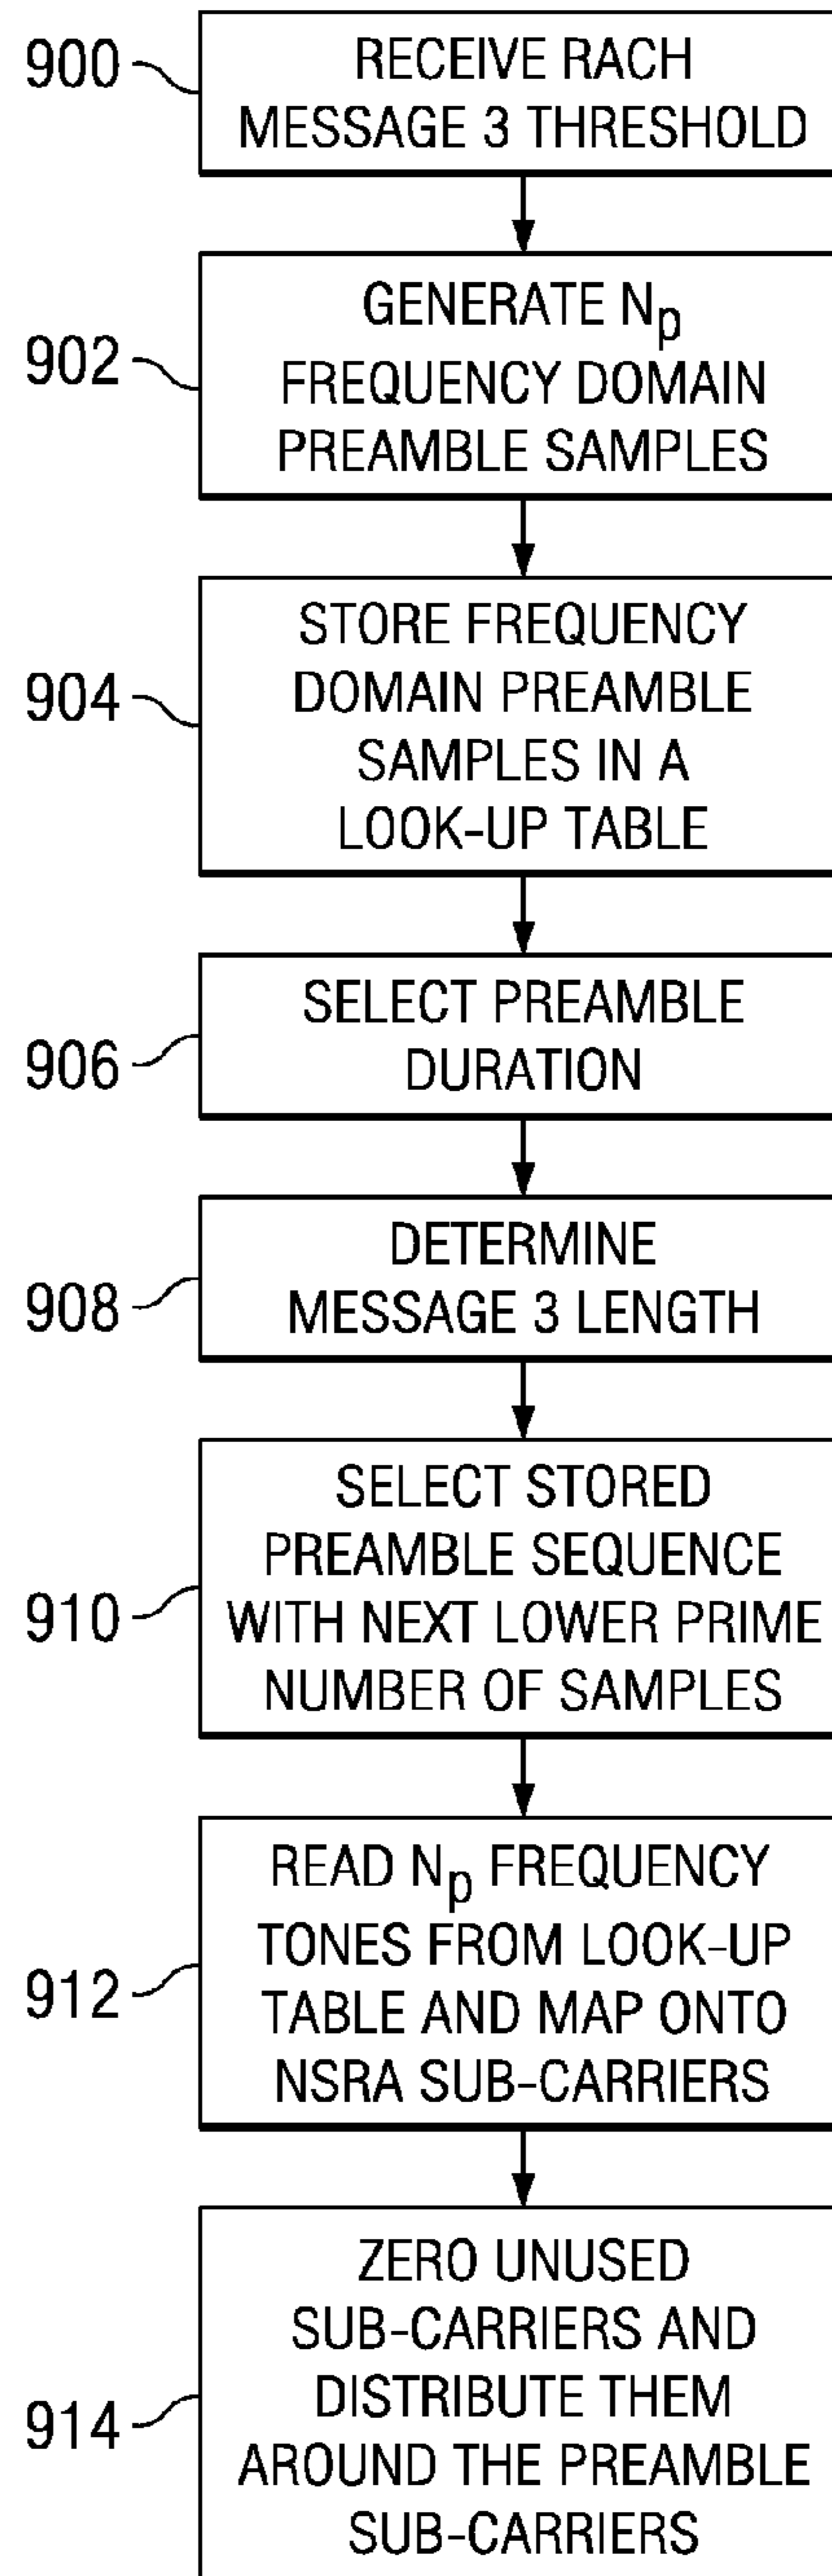 900
RECEIVE RACH
MESSAGE 3 THRESHOLD
902
GENERATE Np
FREQUENCY DOMAIN
PREAMBLE SAMPLES
904
STORE FREQUENCY
DOMAIN PREAMBLE
SAMPLES IN A
LOOK-UP TABLE
906
SELECT PREAMBLE
DURATION
908
DETERMINE
MESSAGE 3 LENGTH
910
SELECT STORED
PREAMBLE SEQUENCE
WITH NEXT LOWER PRIME
NUMBER OF SAMPLES
912
READ Np FREQUENCY
TONES FROM LOOK-UP
TABLE AND MAP ONTO
NSRA SUB-CARRIERS
914
ZERO UNUSED
SUB-CARRIERS AND
DISTRIBUTE THEM
AROUND THE PREAMBLE
SUB-CARRIERS